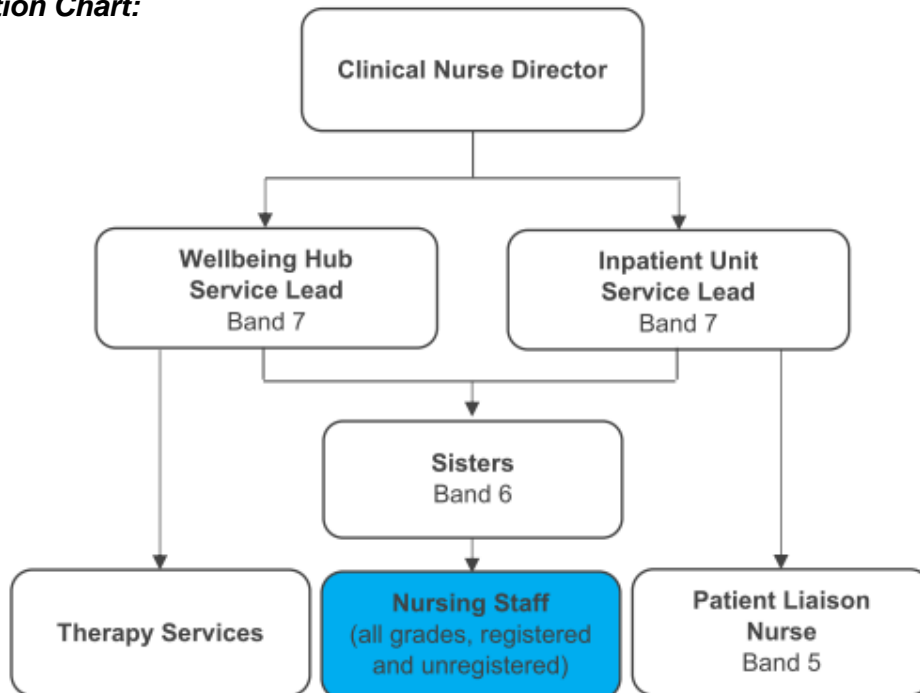 tion Chart:
Clinical Nurse Director
Wellbeing Hub
Service Lead
Band 7
Inpatient Unit
Service Lead
Band 7
Sisters
Band 6
Therapy Services
Nursing Staff
(all grades, registered
and unregistered)
Patient Liaison
Nurse
Band 5